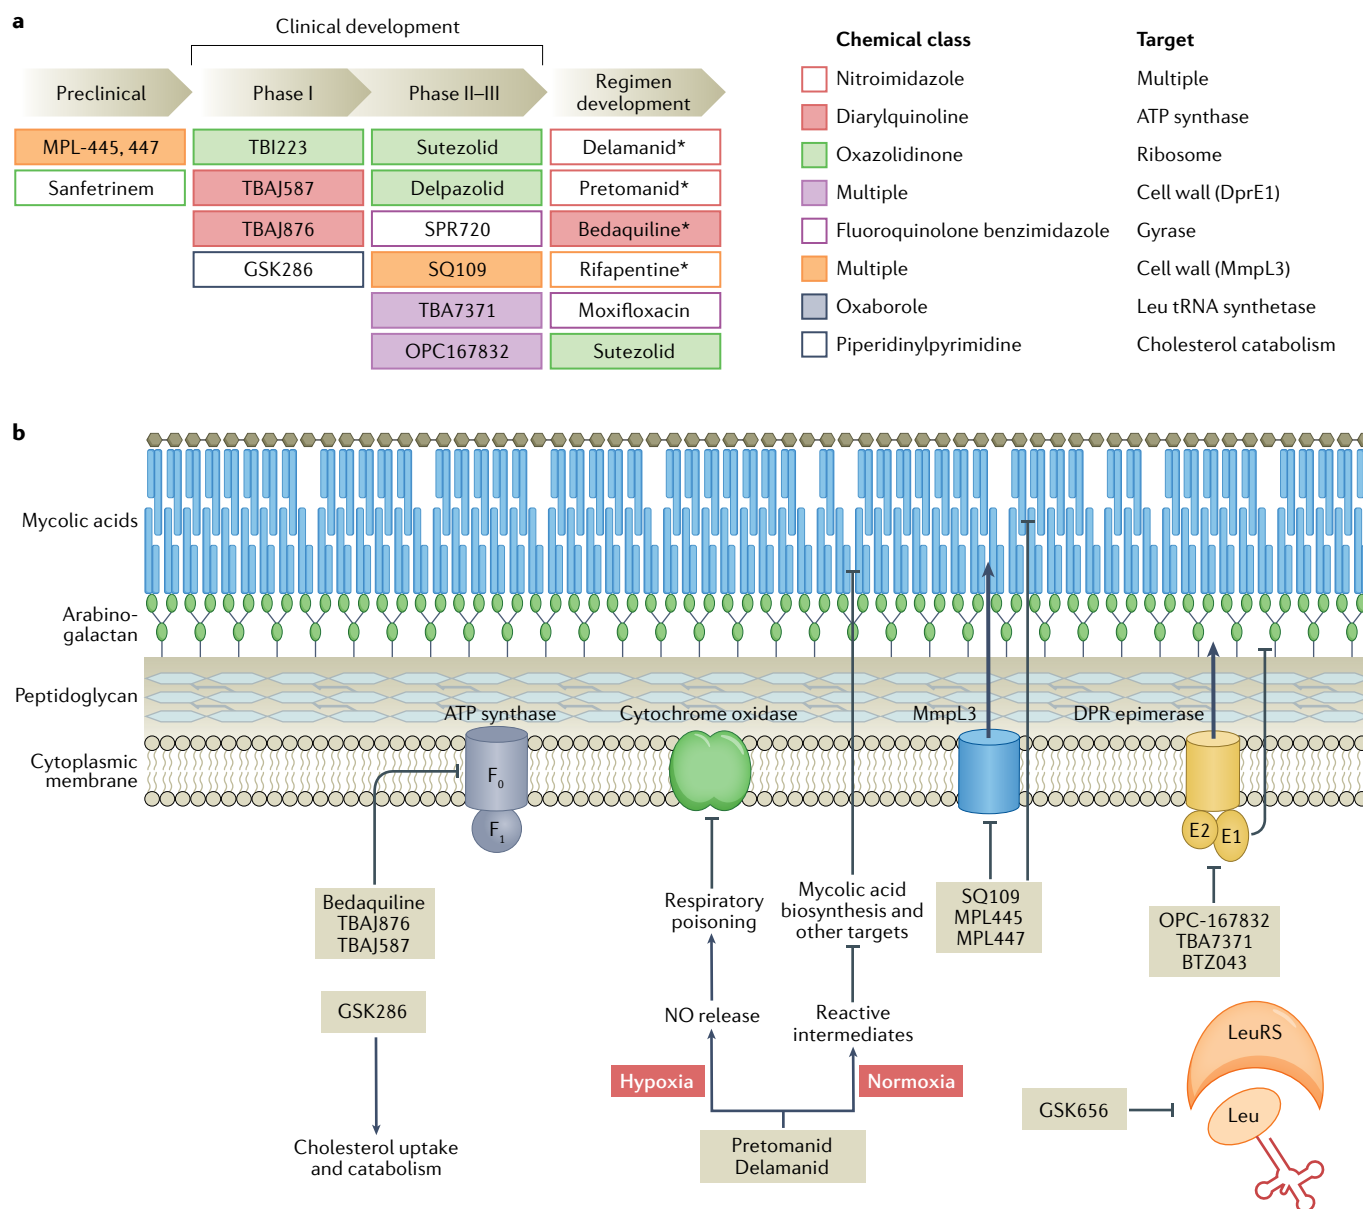 a
Clinical development
Preclinical
Phase I
Phase II–III
Regimen
development
MPL-445, 447
TBI223
Sutezolid
Delamanid*
Sanfetrinem
TBAJ587
Delpazolid
Pretomanid*
TBAJ876
SPR720
Bedaquiline*
GSK286
SQ109
Rifapentine*
TBA7371
Moxifloxacin
OPC167832
Sutezolid
Chemical class
Target
Nitroimidazole
Multiple
Diarylquinoline
ATP synthase
Oxazolidinone
Ribosome
Multiple
Cell wall (DprE1)
Fluoroquinolone benzimidazole
Gyrase
Multiple
Cell wall (MmpL3)
Oxaborole
Leu tRNA synthetase
Piperidinylpyrimidine
Cholesterol catabolism
b
Mycolic acids
Arabino-
galactan
Peptidoglycan
Cytoplasmic
membrane
ATP synthase
Cytochrome oxidase
MmpL3
DPR epimerase
F0
F1
E2
E1
Bedaquiline
TBAJ876
TBAJ587
GSK286
Cholesterol uptake
and catabolism
Respiratory
poisoning
NO release
Hypoxia
Mycolic acid
biosynthesis and
other targets
Reactive
intermediates
Normoxia
Pretomanid
Delamanid
SQ109
MPL445
MPL447
OPC-167832
TBA7371
BTZ043
GSK656
LeuRS
Leu